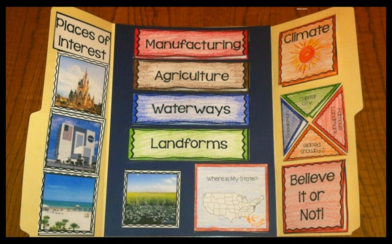 Places of
Interest
Manufacturing
Agriculture
Waterways
Landforms
Where Is My State?
Climate
Believe
It or
Not!